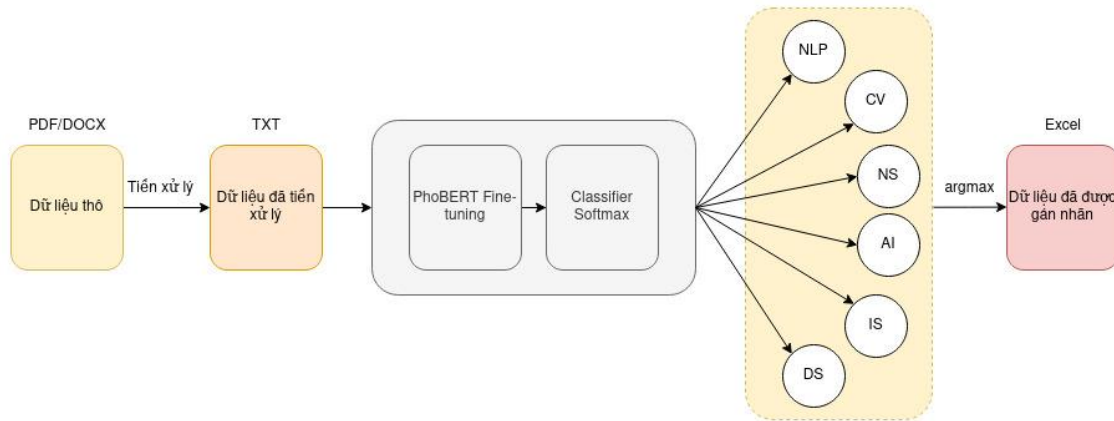 PDF/DOCX
Dữ liệu thô
Tiền xử lý
TXT
Dữ liệu đã tiền
xử lý
PhoBERT Fine-
tuning
Classifier
Softmax
NLP
CV
NS
AI
IS
DS
argmax
Excel
Dữ liệu đã được
gán nhãn